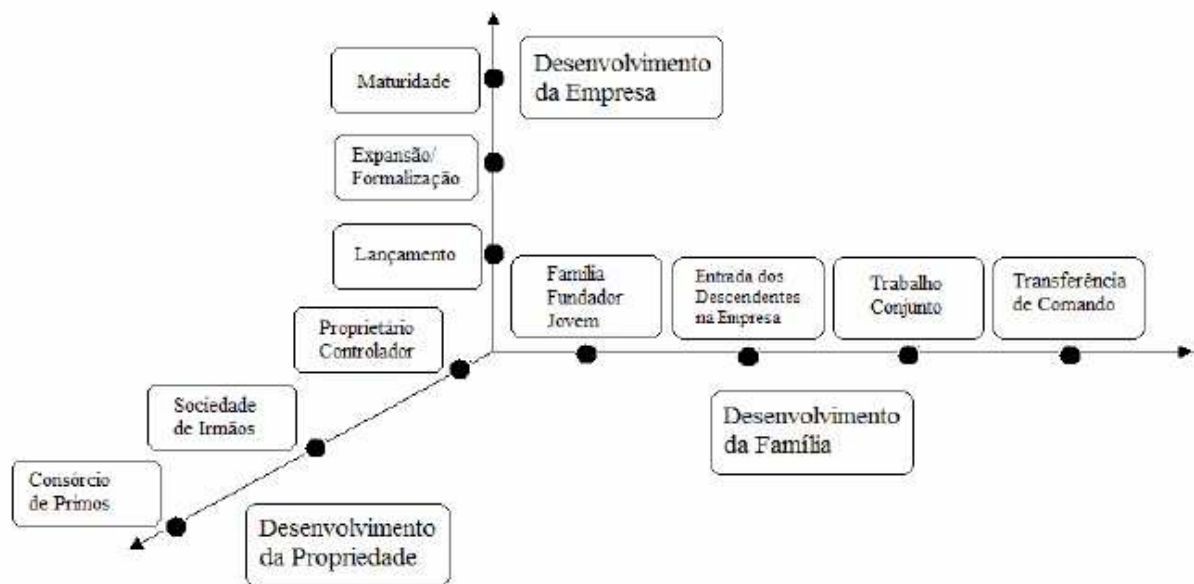 Maturidade
Desenvolvimento
da Empresa
Expansão/
Formalização
Lançamento
Família
Fundador
Jovem
Entrada dos
Descendentes
na Empresa
Trabalho
Conjunto
Transferência
de Comando
Proprietário
Controlador
Sociedade
de Irmãos
Consórcio
de Primos
Desenvolvimento
da Família
Desenvolvimento
da Propriedade